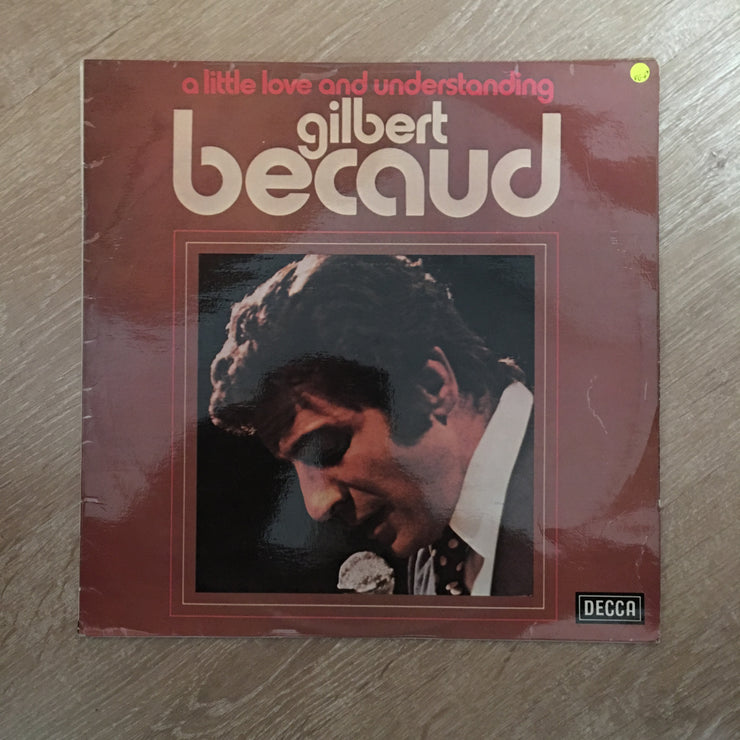 a little love and understanding
gilbert
becaud
DECCA